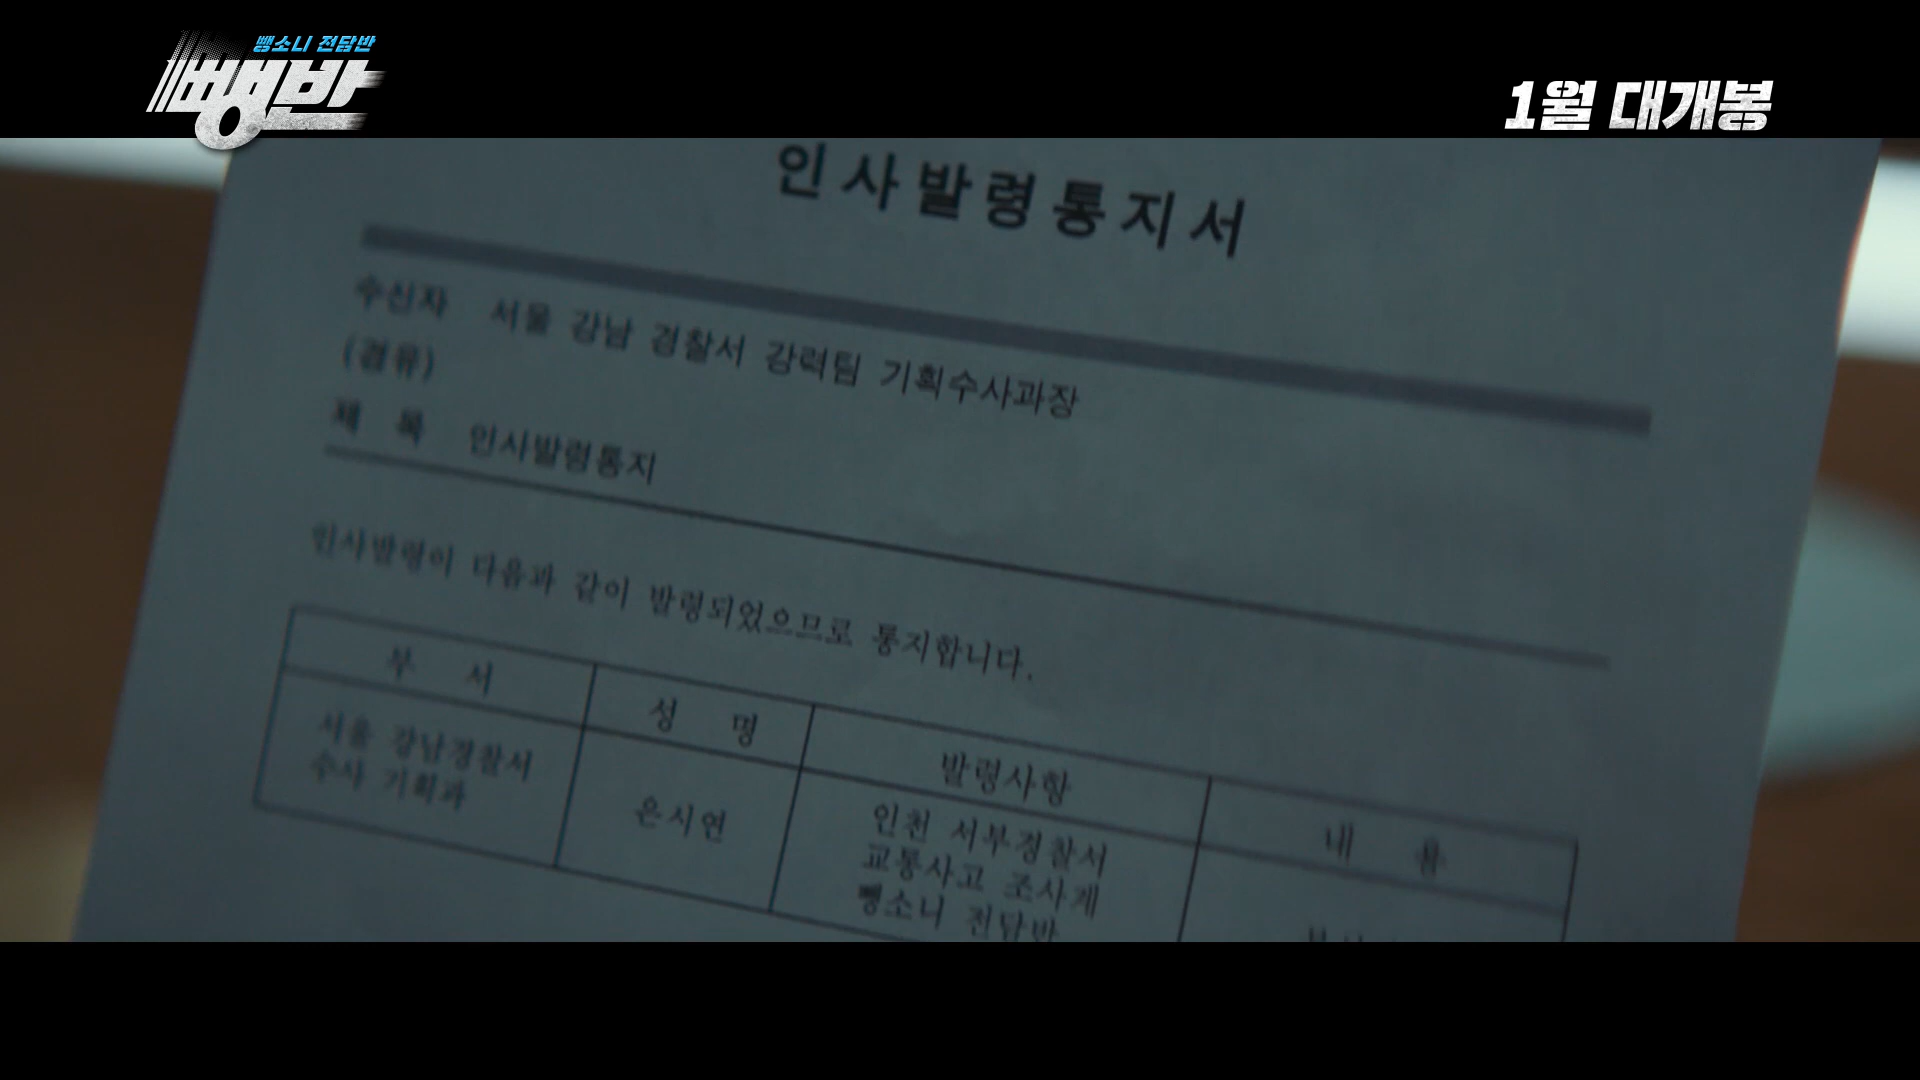 뺑소니 전담반
뺑반
1월 대개봉
인사발령통지서
수신자 서울 강남 경찰서 강력팀 기획수사과장
(경유)
제 목 인사발령통지
인사발령이 다음과 같이 발령되었으므로 통지합니다.
부 서 성 명 발령사항 내 용
서울 강남경찰서
수사 기획과
은시연
인천 서부경찰서
교통사고 조사계
뺑소니 전담반